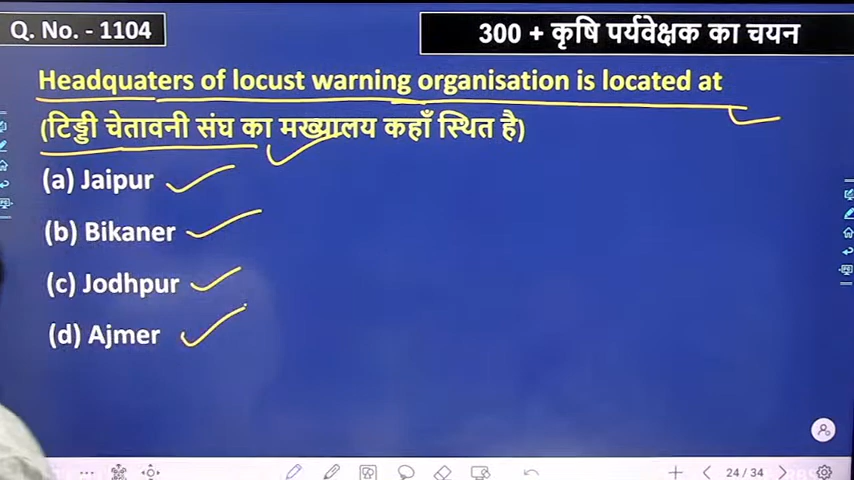 Q. No. - 1104
300 + कृषि पर्यवेक्षक का चयन
Headquaters of locust warning organisation is located at
(टिड्डी चेतावनी संघ का मख्यालय कहाँ स्थित है)
(a) Jaipur
(b) Bikaner
(c) Jodhpur
(d) Ajmer
24 / 34